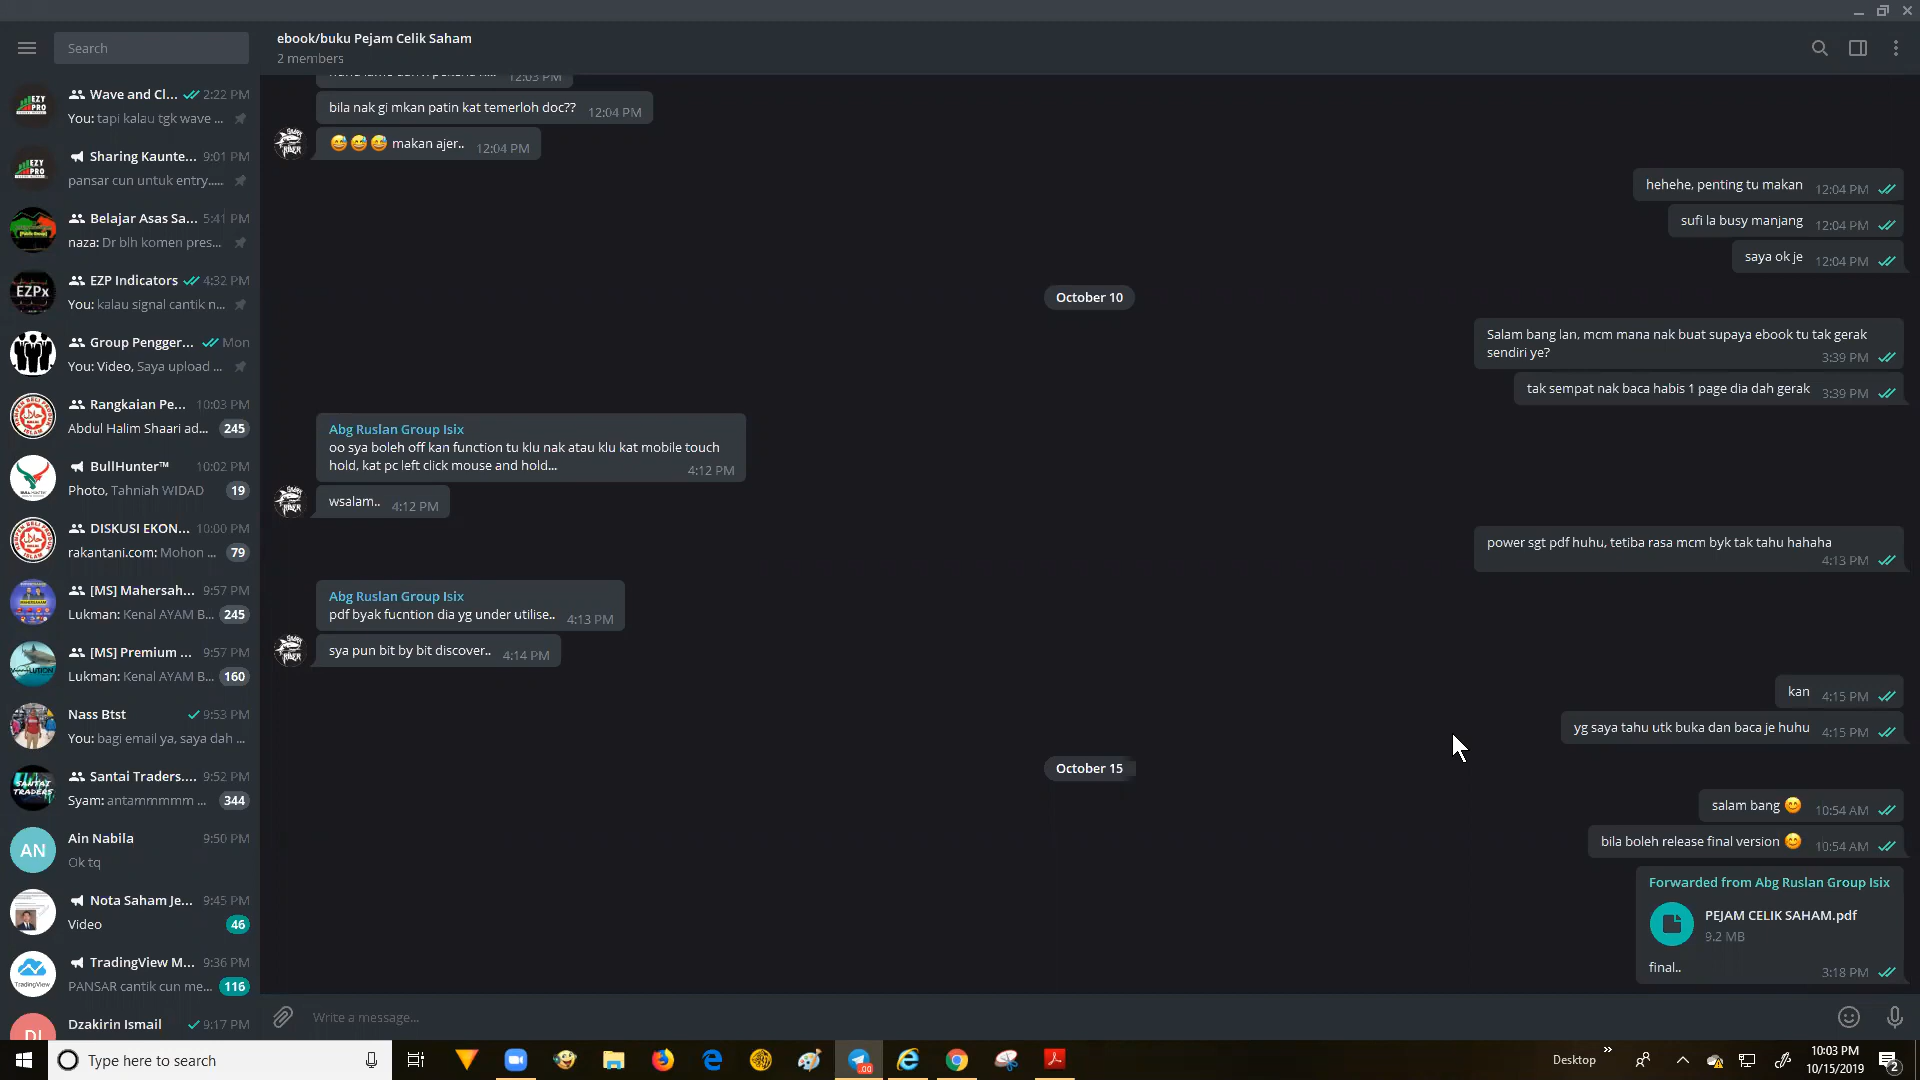 Search
Wave and Cl... 2:22 PM
You: tapi kalau tgk wave ...
Sharing Kaunte... 9:01 PM
pansar cun untuk entry.....
Belajar Asas Sa... 5:41 PM
naza: Dr blh komen pres...
EZP Indicators 4:32 PM
You: kalau signal cantik n...
EZPx
Group Pengger... Mon
You: Video, Saya upload ...
Rangkaian Pe... 10:03 PM
Abdul Halim Shaari ad... 245
BullHunter™ 10:02 PM
Photo, Tahniah WIDAD 19
DISKUSI EKON... 10:00 PM
rakantani.com: Mohon ... 79
[MS] Mahersah... 9:57 PM
Lukman: Kenal AYAM B... 245
[MS] Premium ... 9:57 PM
Lukman: Kenal AYAM B... 160
Nass Btst 9:53 PM
You: bagi email ya, saya dah ...
Santai Traders.... 9:52 PM
Syam: antammmmm ... 344
Ain Nabila 9:50 PM
AN
Ok tq
Nota Saham Je... 9:45 PM
Video 46
TradingView M... 9:36 PM
PANSAR cantik cun me... 116
Dzakirin Ismail 9:17 PM
ebook/buku Pejam Celik Saham
2 members
12:03 PM
bila nak gi mkan patin kat temerloh doc?? 12:04 PM
😅😅😅 makan ajer.. 12:04 PM
hehehe, penting tu makan 12:04 PM
sufi la busy manjang 12:04 PM
saya ok je 12:04 PM
October 10
Salam bang lan, mcm mana nak buat supaya ebook tu tak gerak
sendiri ye? 3:39 PM
tak sempat nak baca habis 1 page dia dah gerak 3:39 PM
Abg Ruslan Group Isix
oo sya boleh off kan function tu klu nak atau klu kat mobile touch
hold, kat pc left click mouse and hold... 4:12 PM
wsalam.. 4:12 PM
power sgt pdf huhu, tetiba rasa mcm byk tak tahu hahaha
4:13 PM
Abg Ruslan Group Isix
pdf byak fucntion dia yg under utilise.. 4:13 PM
sya pun bit by bit discover.. 4:14 PM
kan 4:15 PM
yg saya tahu utk buka dan baca je huhu 4:15 PM
October 15
salam bang 😊 10:54 AM
bila boleh release final version 😊 10:54 AM
Forwarded from Abg Ruslan Group Isix
PEJAM CELIK SAHAM.pdf
9.2 MB
final.. 3:18 PM
Write a message...
Type here to search
Desktop
10:03 PM
10/15/2019
2